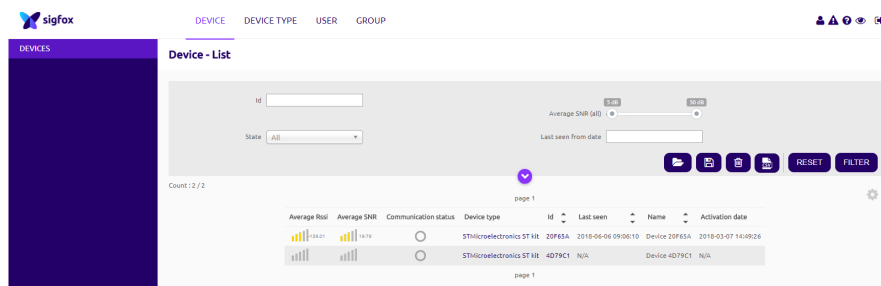 sigfox
DEVICE DEVICE TYPE USER GROUP
DEVICES
Device - List
Id
5 dB 50 dB
Average SNR (all)
State All
Last seen from date
RESET FILTER
Count : 2 / 2
page 1
Average Rssi Average SNR Communication status Device type Id Last seen Name Activation date
STMicroelectronics ST kit 20F65A 2018-06-06 09:06:10 Device 20F65A 2018-03-07 14:49:26
STMicroelectronics ST kit 4D79C1 N/A Device 4D79C1 N/A
page 1